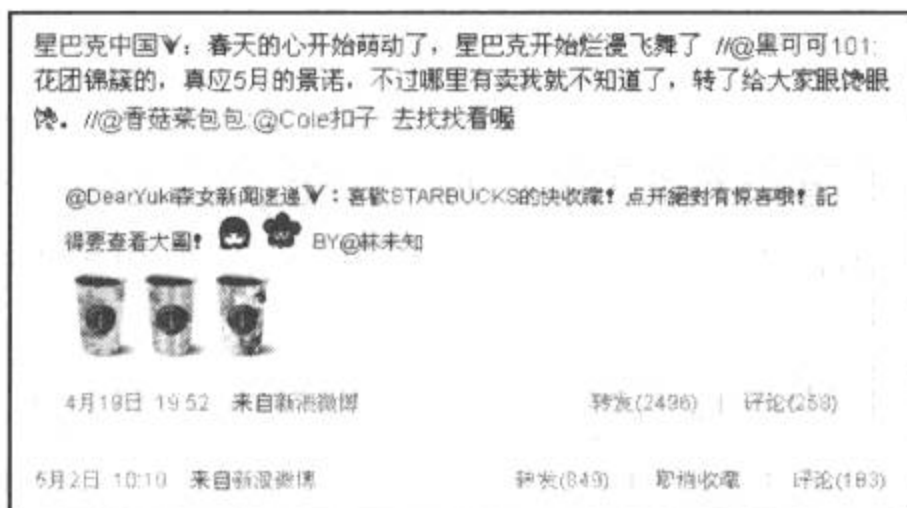 星巴克中国V：春天的心开始萌动了，星巴克开始烂漫飞舞了 //@黑可可101:
花团锦簇的，真应5月的景诺，不过哪里有卖我就不知道了，转了给大家眼馋眼
馋。//@香菇菜包包:@Cole扣子 去找找看喔
@DearYuki森女新闻速递V：喜歡STARBUCKS的快收藏！点开絕對有惊喜哦！記
得要查看大圖！ BY@林未知
4月19日 19:52 来自新浪微博 转发(2496) | 评论(258)
5月2日 10:10 来自新浪微博 转发(849) | 取消收藏 | 评论(183)